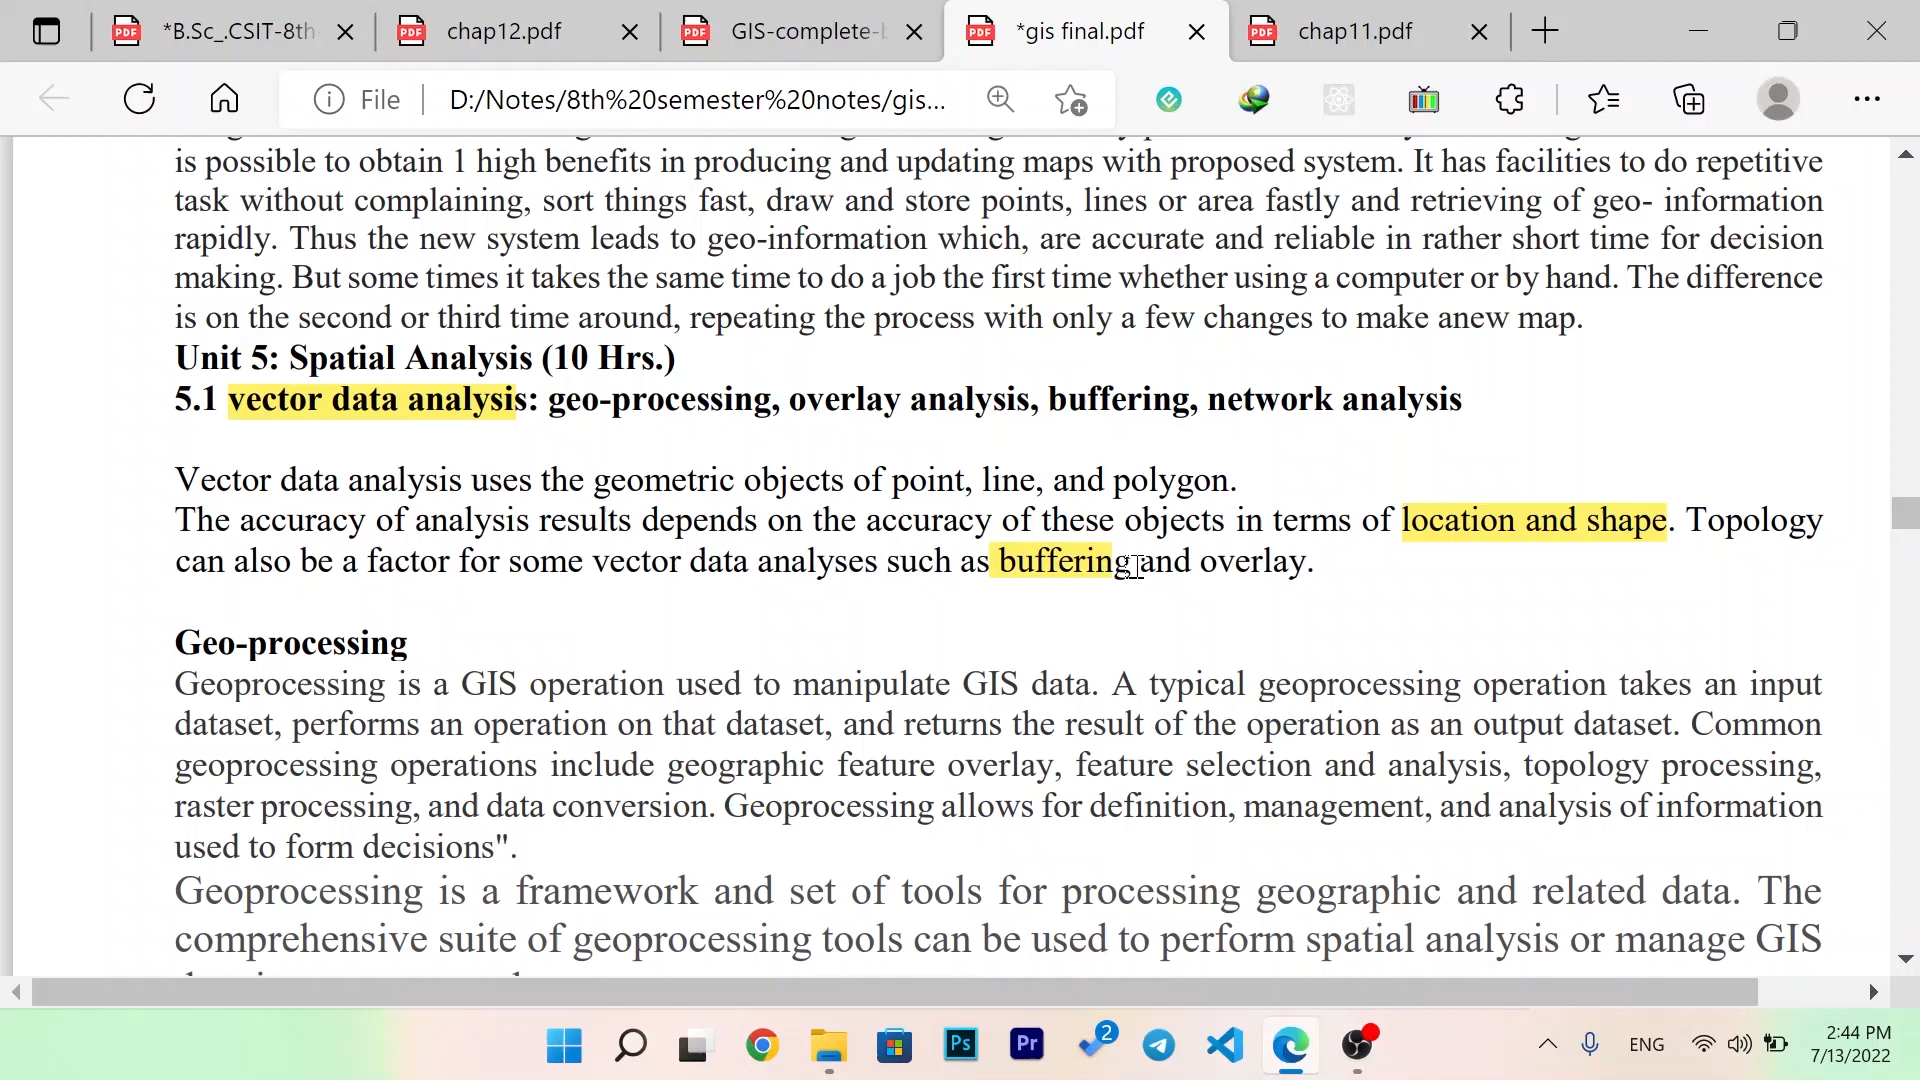 *B.Sc_.CSIT-8th
chap12.pdf
GIS-complete-b
*gis final.pdf
chap11.pdf
File
D:/Notes/8th%20semester%20notes/gis...
is possible to obtain 1 high benefits in producing and updating maps with proposed system. It has facilities to do repetitive
task without complaining, sort things fast, draw and store points, lines or area fastly and retrieving of geo- information
rapidly. Thus the new system leads to geo-information which, are accurate and reliable in rather short time for decision
making. But some times it takes the same time to do a job the first time whether using a computer or by hand. The difference
is on the second or third time around, repeating the process with only a few changes to make anew map.
Unit 5: Spatial Analysis (10 Hrs.)
5.1 vector data analysis: geo-processing, overlay analysis, buffering, network analysis
Vector data analysis uses the geometric objects of point, line, and polygon.
The accuracy of analysis results depends on the accuracy of these objects in terms of location and shape. Topology
can also be a factor for some vector data analyses such as buffering and overlay.
Geo-processing
Geoprocessing is a GIS operation used to manipulate GIS data. A typical geoprocessing operation takes an input
dataset, performs an operation on that dataset, and returns the result of the operation as an output dataset. Common
geoprocessing operations include geographic feature overlay, feature selection and analysis, topology processing,
raster processing, and data conversion. Geoprocessing allows for definition, management, and analysis of information
used to form decisions".
Geoprocessing is a framework and set of tools for processing geographic and related data. The
comprehensive suite of geoprocessing tools can be used to perform spatial analysis or manage GIS
Ps
Pr
2
ENG
2:44 PM
7/13/2022